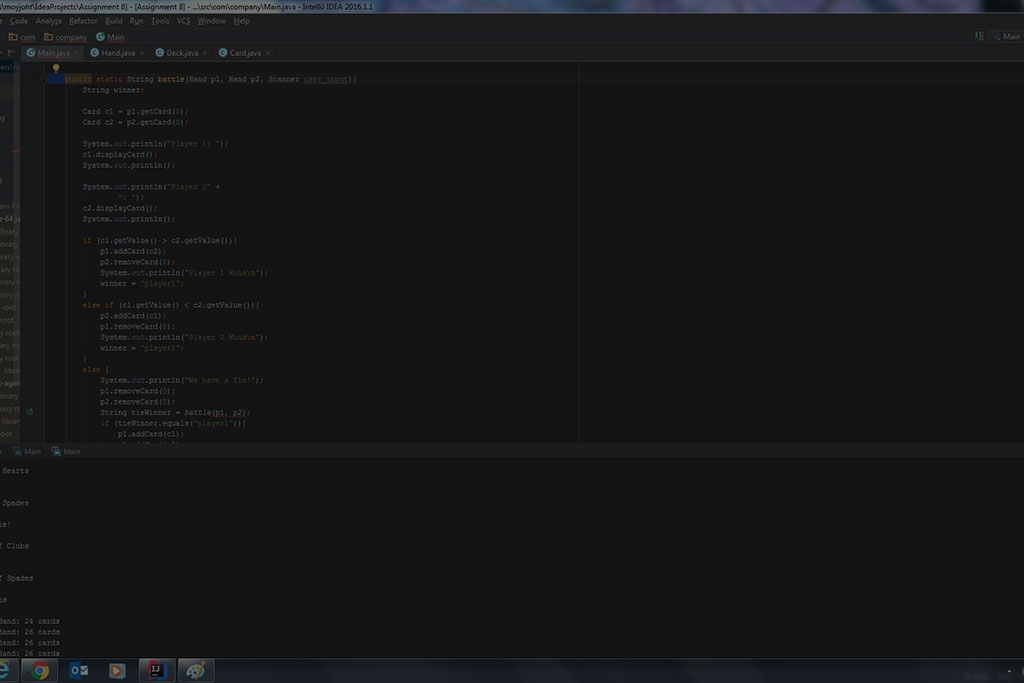 s\moyjoht\IdeaProjects\Assignment 8] - [Assignment 8] - ...\src\com\company\Main.java - IntelliJ IDEA 2016.1.1
Code Analyze Refactor Build Run Tools VCS Window Help
com company Main
Main
Main.java Hand.java Deck.java Card.java
public static String battle(Hand p1, Hand p2, Scanner user_input){
String winner;
Card c1 = p1.getCard(0);
Card c2 = p2.getCard(0);
System.out.println("Player 1: ");
c1.displayCard();
System.out.println();
System.out.println("Player 2" +
": ");
c2.displayCard();
System.out.println();
if (c1.getValue() > c2.getValue()){
p1.addCard(c2);
p2.removeCard(0);
System.out.println("Player 1 Wins\n");
winner = "player1";
}
else if (c1.getValue() < c2.getValue()){
p2.addCard(c1);
p1.removeCard(0);
System.out.println("Player 2 Wins\n");
winner = "player2";
}
else {
System.out.println("We have a Tie!");
p1.removeCard(0);
p2.removeCard(0);
String tieWinner = battle(p1, p2);
if (tieWinner.equals("player1")){
p1.addCard(c1);
Main Main
Hearts
Spades
ie!
f Clubs
f Spades
ns
Hand: 24 cards
Hand: 26 cards
Hand: 26 cards
Hand: 26 cards